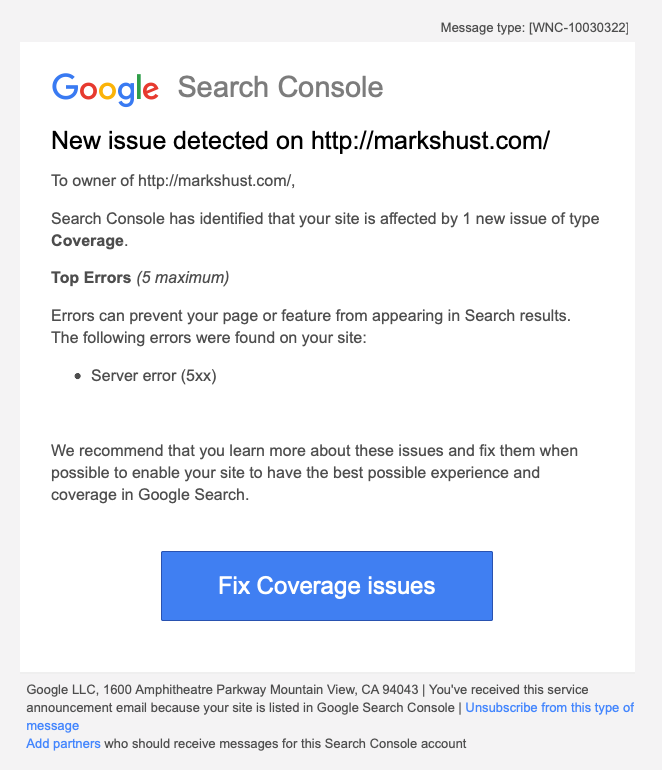 Message type: [WNC-10030322]
Google Search Console
New issue detected on http://markshust.com/
To owner of http://markshust.com/,
Search Console has identified that your site is affected by 1 new issue of type
Coverage.
Top Errors (5 maximum)
Errors can prevent your page or feature from appearing in Search results.
The following errors were found on your site:
• Server error (5xx)
We recommend that you learn more about these issues and fix them when
possible to enable your site to have the best possible experience and
coverage in Google Search.
Fix Coverage issues
Google LLC, 1600 Amphitheatre Parkway Mountain View, CA 94043 | You've received this service
announcement email because your site is listed in Google Search Console | Unsubscribe from this type of
message
Add partners who should receive messages for this Search Console account